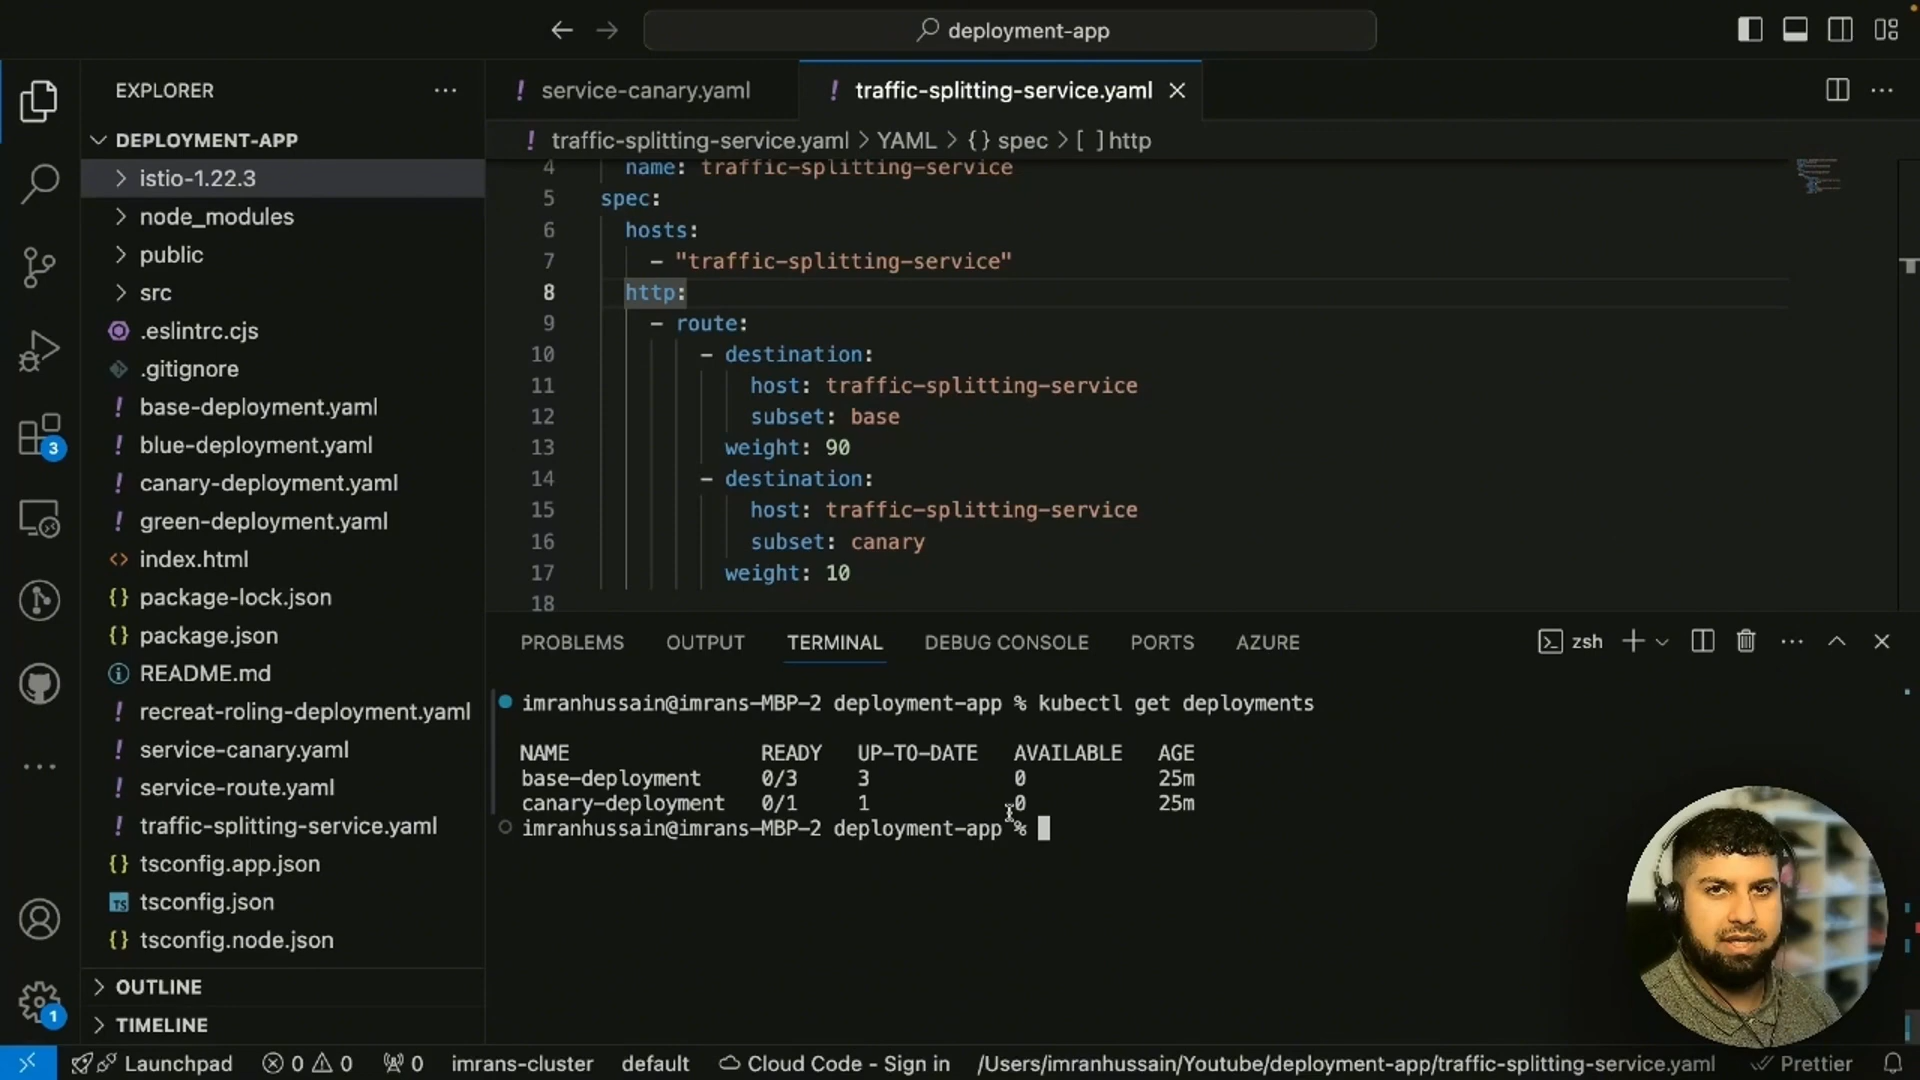 deployment-app
EXPLORER
DEPLOYMENT-APP
istio-1.22.3
node_modules
public
src
.eslintrc.cjs
.gitignore
base-deployment.yaml
blue-deployment.yaml
canary-deployment.yaml
green-deployment.yaml
index.html
package-lock.json
package.json
README.md
recreat-roling-deployment.yaml
service-canary.yaml
service-route.yaml
traffic-splitting-service.yaml
tsconfig.app.json
tsconfig.json
tsconfig.node.json
OUTLINE
TIMELINE
3
1
service-canary.yaml
traffic-splitting-service.yaml
traffic-splitting-service.yaml > YAML > {} spec > [ ] http
4 name: traffic-splitting-service
5 spec:
6 hosts:
7 - "traffic-splitting-service"
8 http:
9 - route:
10 - destination:
11 host: traffic-splitting-service
12 subset: base
13 weight: 90
14 - destination:
15 host: traffic-splitting-service
16 subset: canary
17 weight: 10
18
PROBLEMS OUTPUT TERMINAL DEBUG CONSOLE PORTS AZURE
zsh
imranhussain@imrans-MBP-2 deployment-app % kubectl get deployments
NAME READY UP-TO-DATE AVAILABLE AGE
base-deployment 0/3 3 0 25m
canary-deployment 0/1 1 0 25m
imranhussain@imrans-MBP-2 deployment-app %
Launchpad 0 0 0 imrans-cluster default Cloud Code - Sign in /Users/imranhussain/Youtube/deployment-app/traffic-splitting-service.yaml Prettier